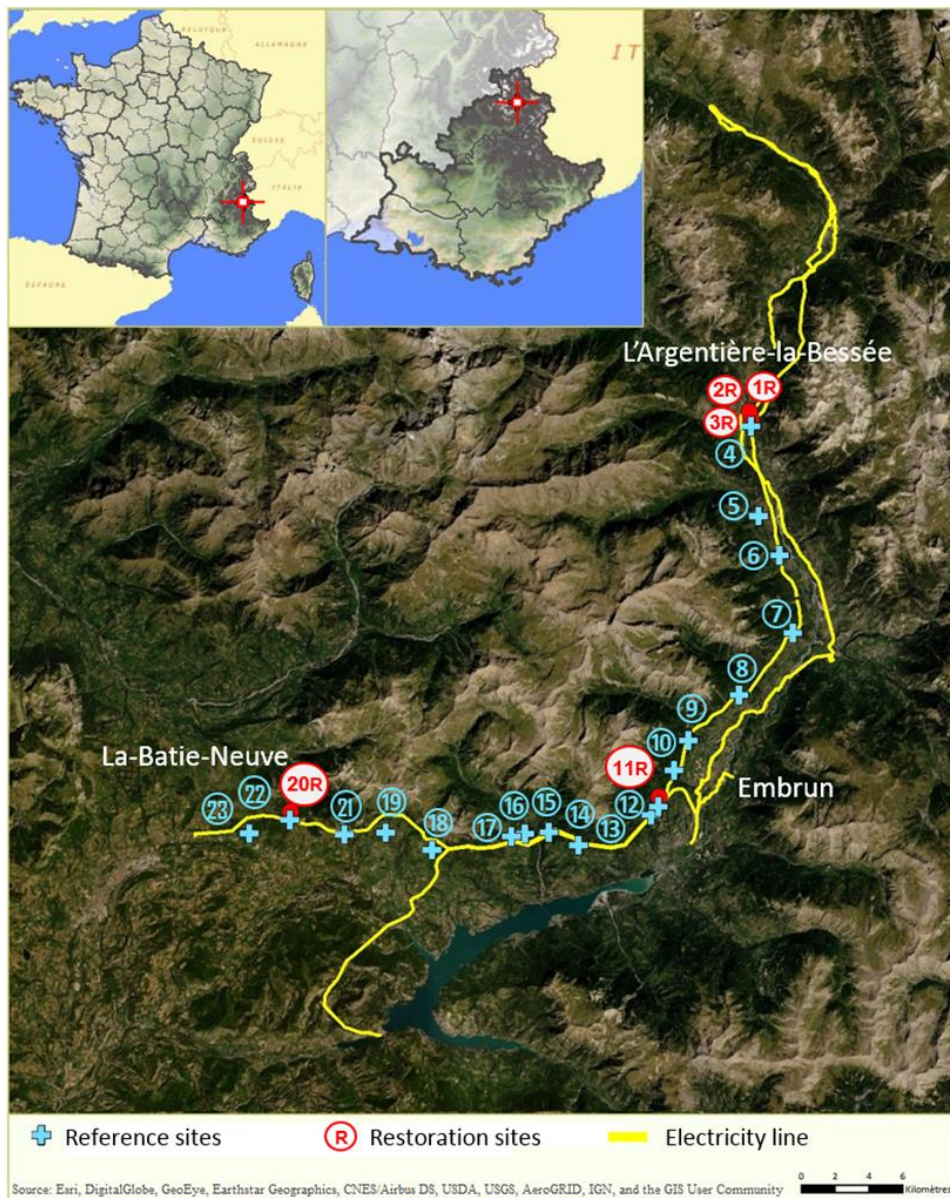 BELGIQUE
ALLEMAGNE
SUISSE
ITALIE
ESPAGNE
IT
L'Argentière-la-Bessée
2R
1R
3R
4
5
6
7
8
9
10
La-Batie-Neuve
11R
20R
Embrun
23
22
21
19
18
17
16
15
14
13
12
Reference sites
R
Restoration sites
Electricity line
Source: Esri, DigitalGlobe, GeoEye, Earthstar Geographics, CNES/Airbus DS, USDA, USGS, AeroGRID, IGN, and the GIS User Community
0 2 4 6
Kilomètres